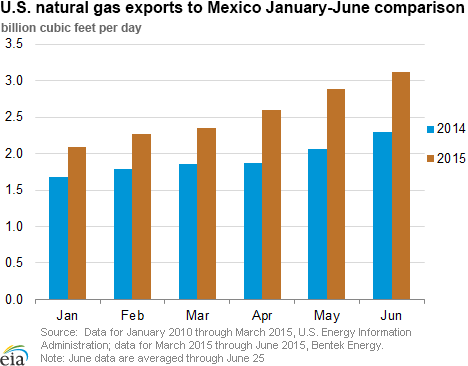 U.S. natural gas exports to Mexico January-June comparison
billion cubic feet per day
3.5
3.0
2.5
2.0
1.5
1.0
0.5
0.0
2014
2015
Jan Feb Mar Apr May Jun
Source: Data for January 2010 through March 2015, U.S. Energy Information
Administration; data for March 2015 through June 2015, Bentek Energy.
Note: June data are averaged through June 25
eia